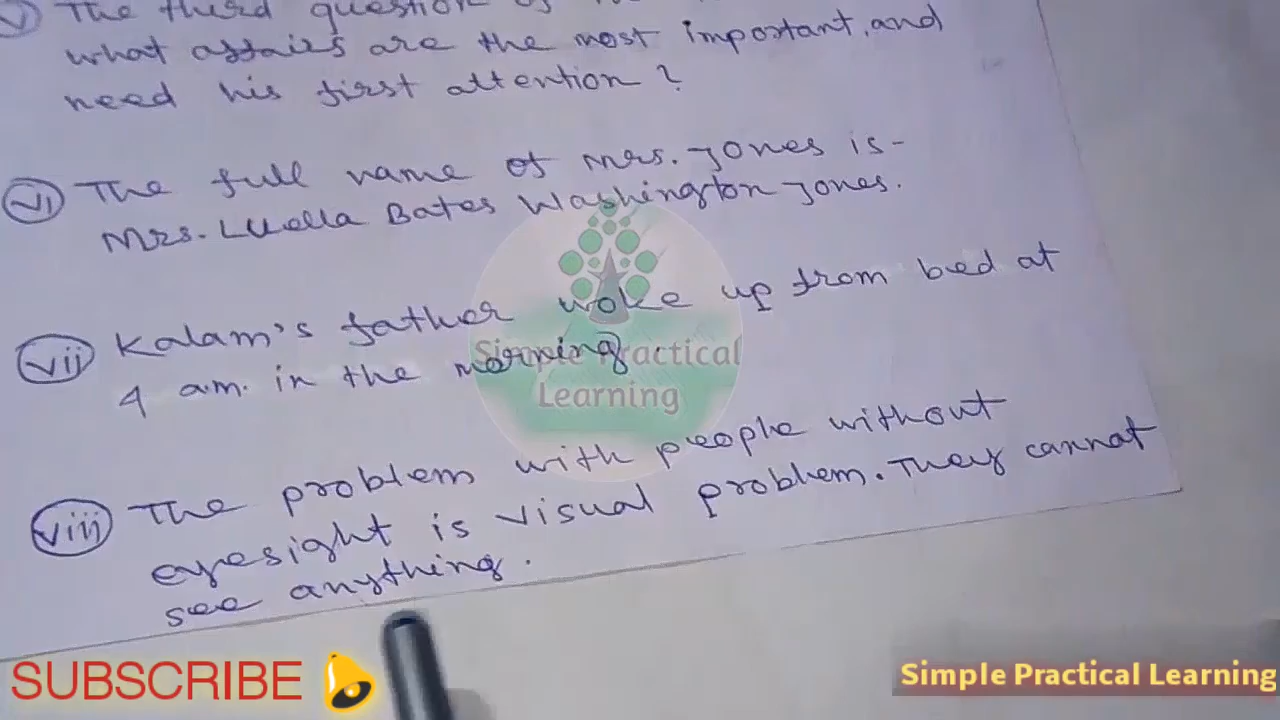 v) The third question
what affairs are the most important, and
need his first attention?
vi) The full name of Mrs. Jones is-
Mrs. Luella Bates Washington Jones.
vii) Kalam's father woke up from bed at
4 am. in the morning.
Simple Practical
Learning
viii) The problem with people without
eyesight is visual problem. They cannot
see anything.
SUBSCRIBE
Simple Practical Learning